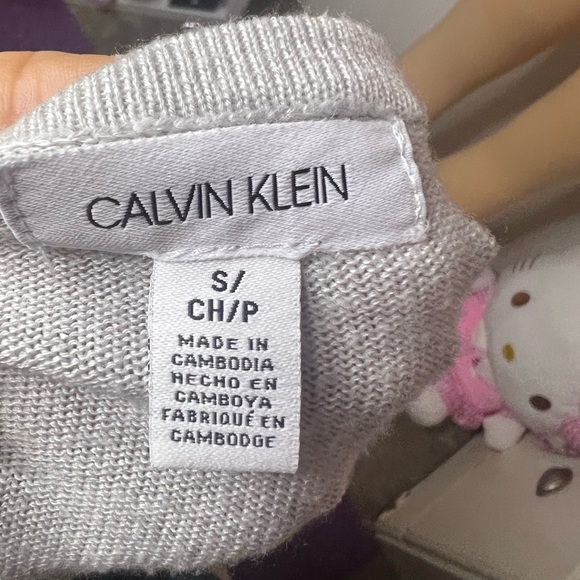 CALVIN KLEIN
S/
CH/P
MADE IN
CAMBODIA
HECHO EN
CAMBOYA
FABRIQUÉ EN
CAMBODGE